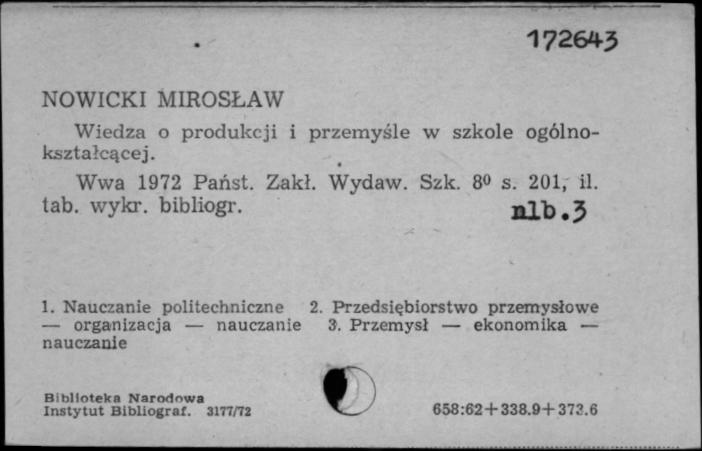 172643
NOWICKI MIROSŁAW
Wiedza o produkcji i przemyśle w szkole ogólno-
kształcącej.
Wwa 1972 Państ. Zakł. Wydaw. Szk. 8⁰ s. 201, il.
tab. wykr. bibliogr. nlb.3
1. Nauczanie politechniczne 2. Przedsiębiorstwo przemysłowe
— organizacja — nauczanie 3. Przemysł — ekonomika —
nauczanie
Biblioteka Narodowa
Instytut Bibliograf. 3177/72 658:62+338.9+373.6